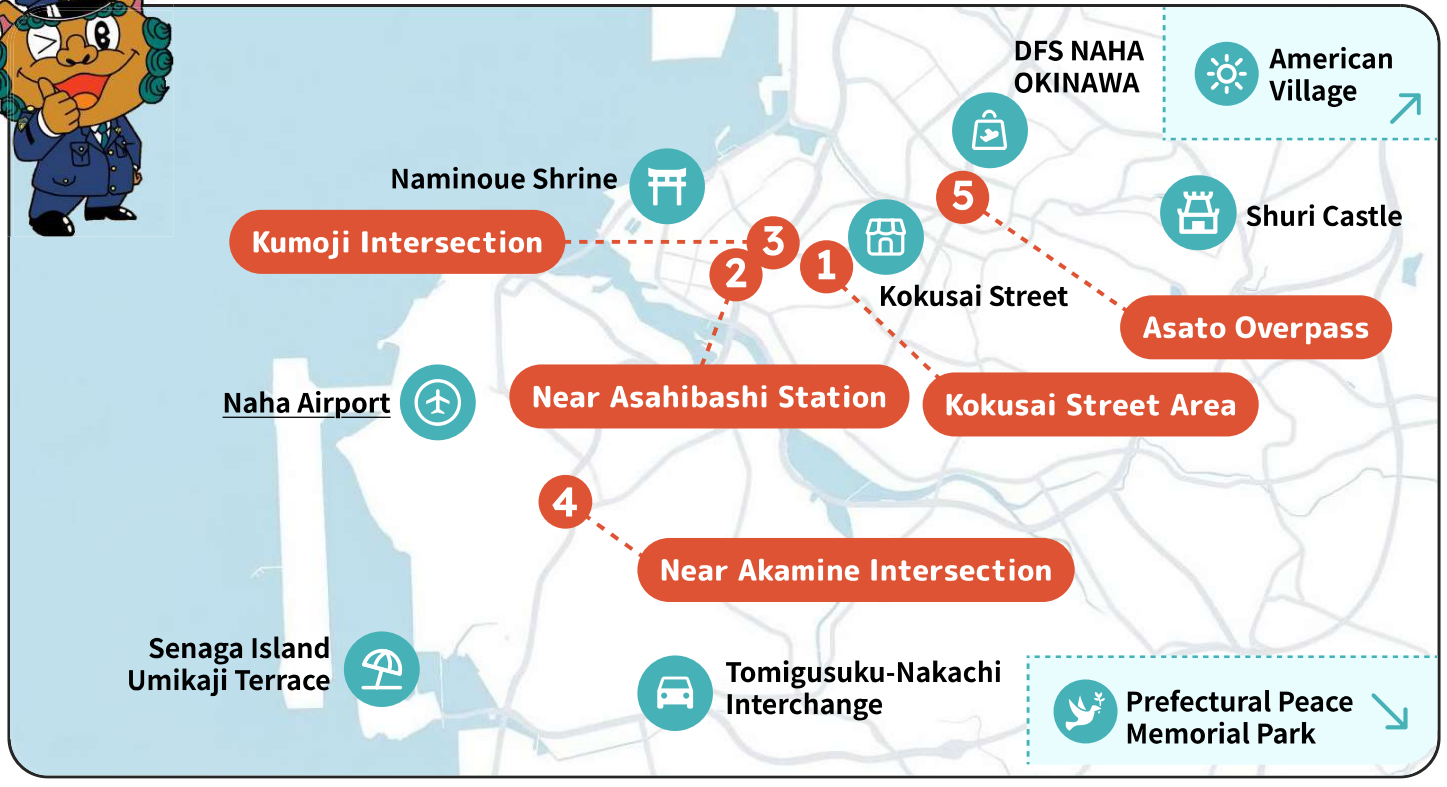 DFS NAHA
OKINAWA
American
Village
Naminoue Shrine
Kumoji Intersection
3
2
1
5
Shuri Castle
Kokusai Street
Asato Overpass
Naha Airport
Near Asahibashi Station
Kokusai Street Area
4
Near Akamine Intersection
Senaga Island
Umikaji Terrace
Tomigusuku-Nakachi
Interchange
Prefectural Peace
Memorial Park